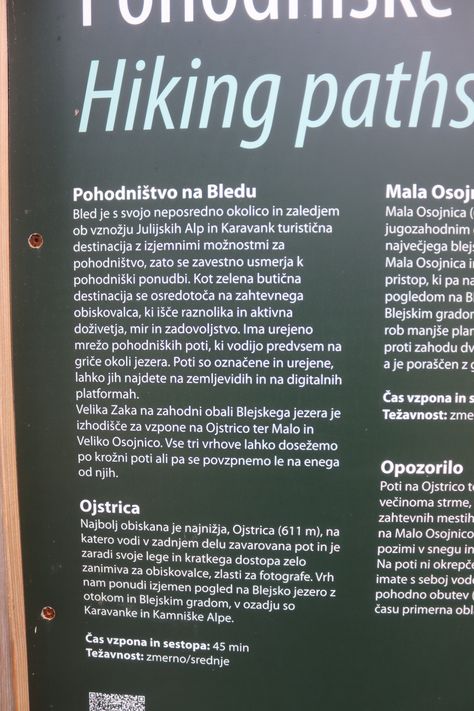 Pohodniške
Hiking paths
Pohodništvo na Bledu
Bled je s svojo neposredno okolico in zaledjem
ob vznožju Julijskih Alp in Karavank turistična
destinacija z izjemnimi možnostmi za
pohodništvo, zato se zavestno usmerja k
pohodniški ponudbi. Kot zelena butična
destinacija se osredotoča na zahtevnega
obiskovalca, ki išče raznolika in aktivna
doživetja, mir in zadovoljstvo. Ima urejeno
mrežo pohodniških poti, ki vodijo predvsem na
griče okoli jezera. Poti so označene in urejene,
lahko jih najdete na zemljevidih in na digitalnih
platformah.
Velika Zaka na zahodni obali Blejskega jezera je
izhodišče za vzpone na Ojstrico ter Malo in
Veliko Osojnico. Vse tri vrhove lahko dosežemo
po krožni poti ali pa se povzpnemo le na enega
od njih.
Ojstrica
Najbolj obiskana je najnižja, Ojstrica (611 m), na
katero vodi v zadnjem delu zavarovana pot in je
zaradi svoje lege in kratkega dostopa zelo
zanimiva za obiskovalce, zlasti za fotografe. Vrh
nam ponudi izjemen pogled na Blejsko jezero z
otokom in Blejskim gradom, v ozadju so
Karavanke in Kamniške Alpe.
Čas vzpona in sestopa: 45 min
Težavnost: zmerno/srednje
Mala Osoj
Mala Osojnica (
jugozahodnim
največjega blejs
Mala Osojnica i
pristop, ki pa na
pogledom na B
Blejskim gradom
rob manjše plan
proti zahodu dv
a je poraščen z g
Čas vzpona in s
Težavnost: zme
Opozorilo
Poti na Ojstrico te
večinoma strme,
zahtevnih mestih
na Malo Osojnico
pozimi v snegu in
Na poti ni okrepč
imate s seboj vod
pohodno obutev (
času primerna obl